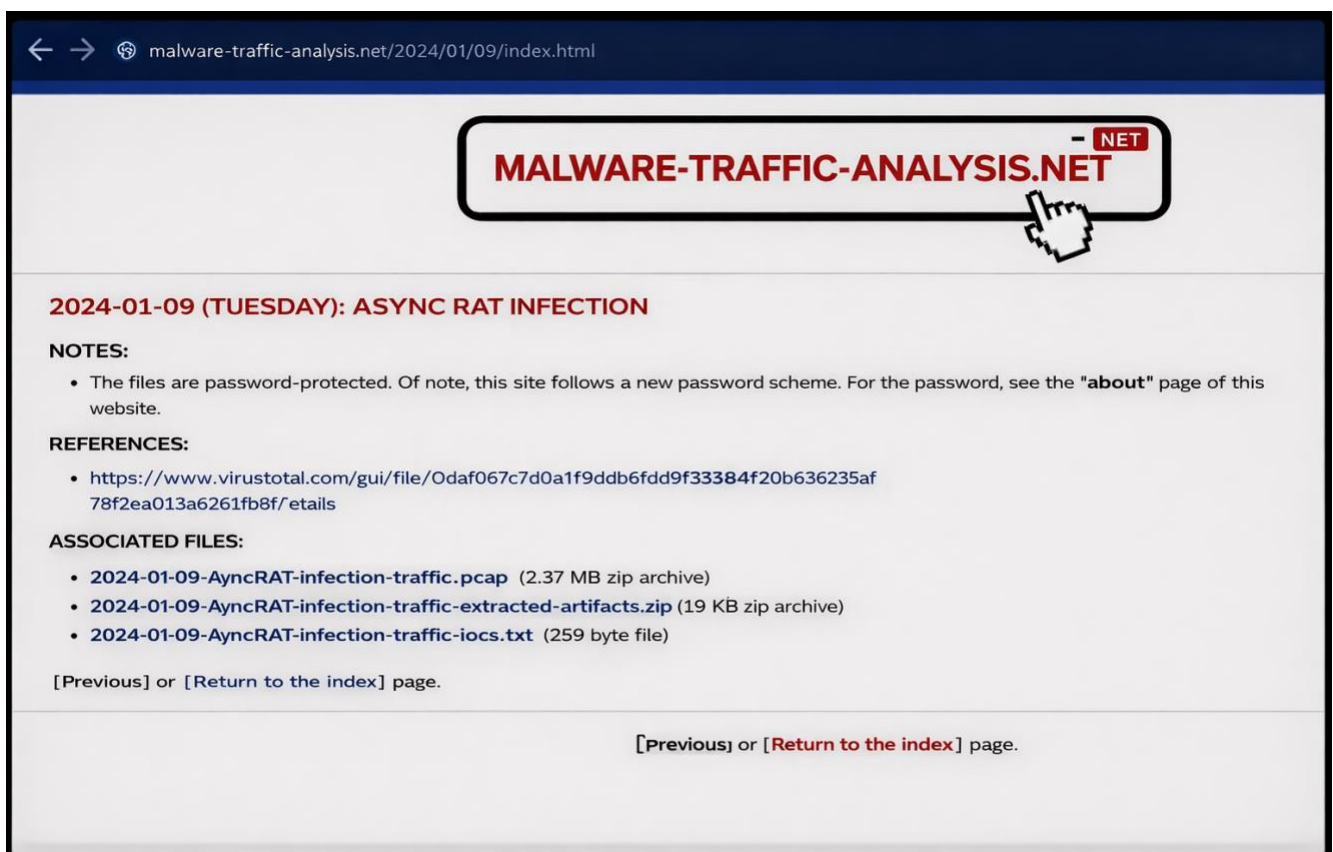 malware-traffic-analysis.net/2024/01/09/index.html
- NET
MALWARE-TRAFFIC-ANALYSIS.NET
2024-01-09 (TUESDAY): ASYNC RAT INFECTION
NOTES:
• The files are password-protected. Of note, this site follows a new password scheme. For the password, see the "about" page of this
website.
REFERENCES:
• https://www.virustotal.com/gui/file/0daf067c7d0a1f9ddb6fdd9f33384f20b636235af
78f2ea013a6261fb8f/etails
ASSOCIATED FILES:
• 2024-01-09-AyncRAT-infection-traffic.pcap (2.37 MB zip archive)
• 2024-01-09-AyncRAT-infection-traffic-extracted-artifacts.zip (19 KB zip archive)
• 2024-01-09-AyncRAT-infection-traffic-iocs.txt (259 byte file)
[Previous] or [Return to the index] page.
[Previous] or [Return to the index] page.